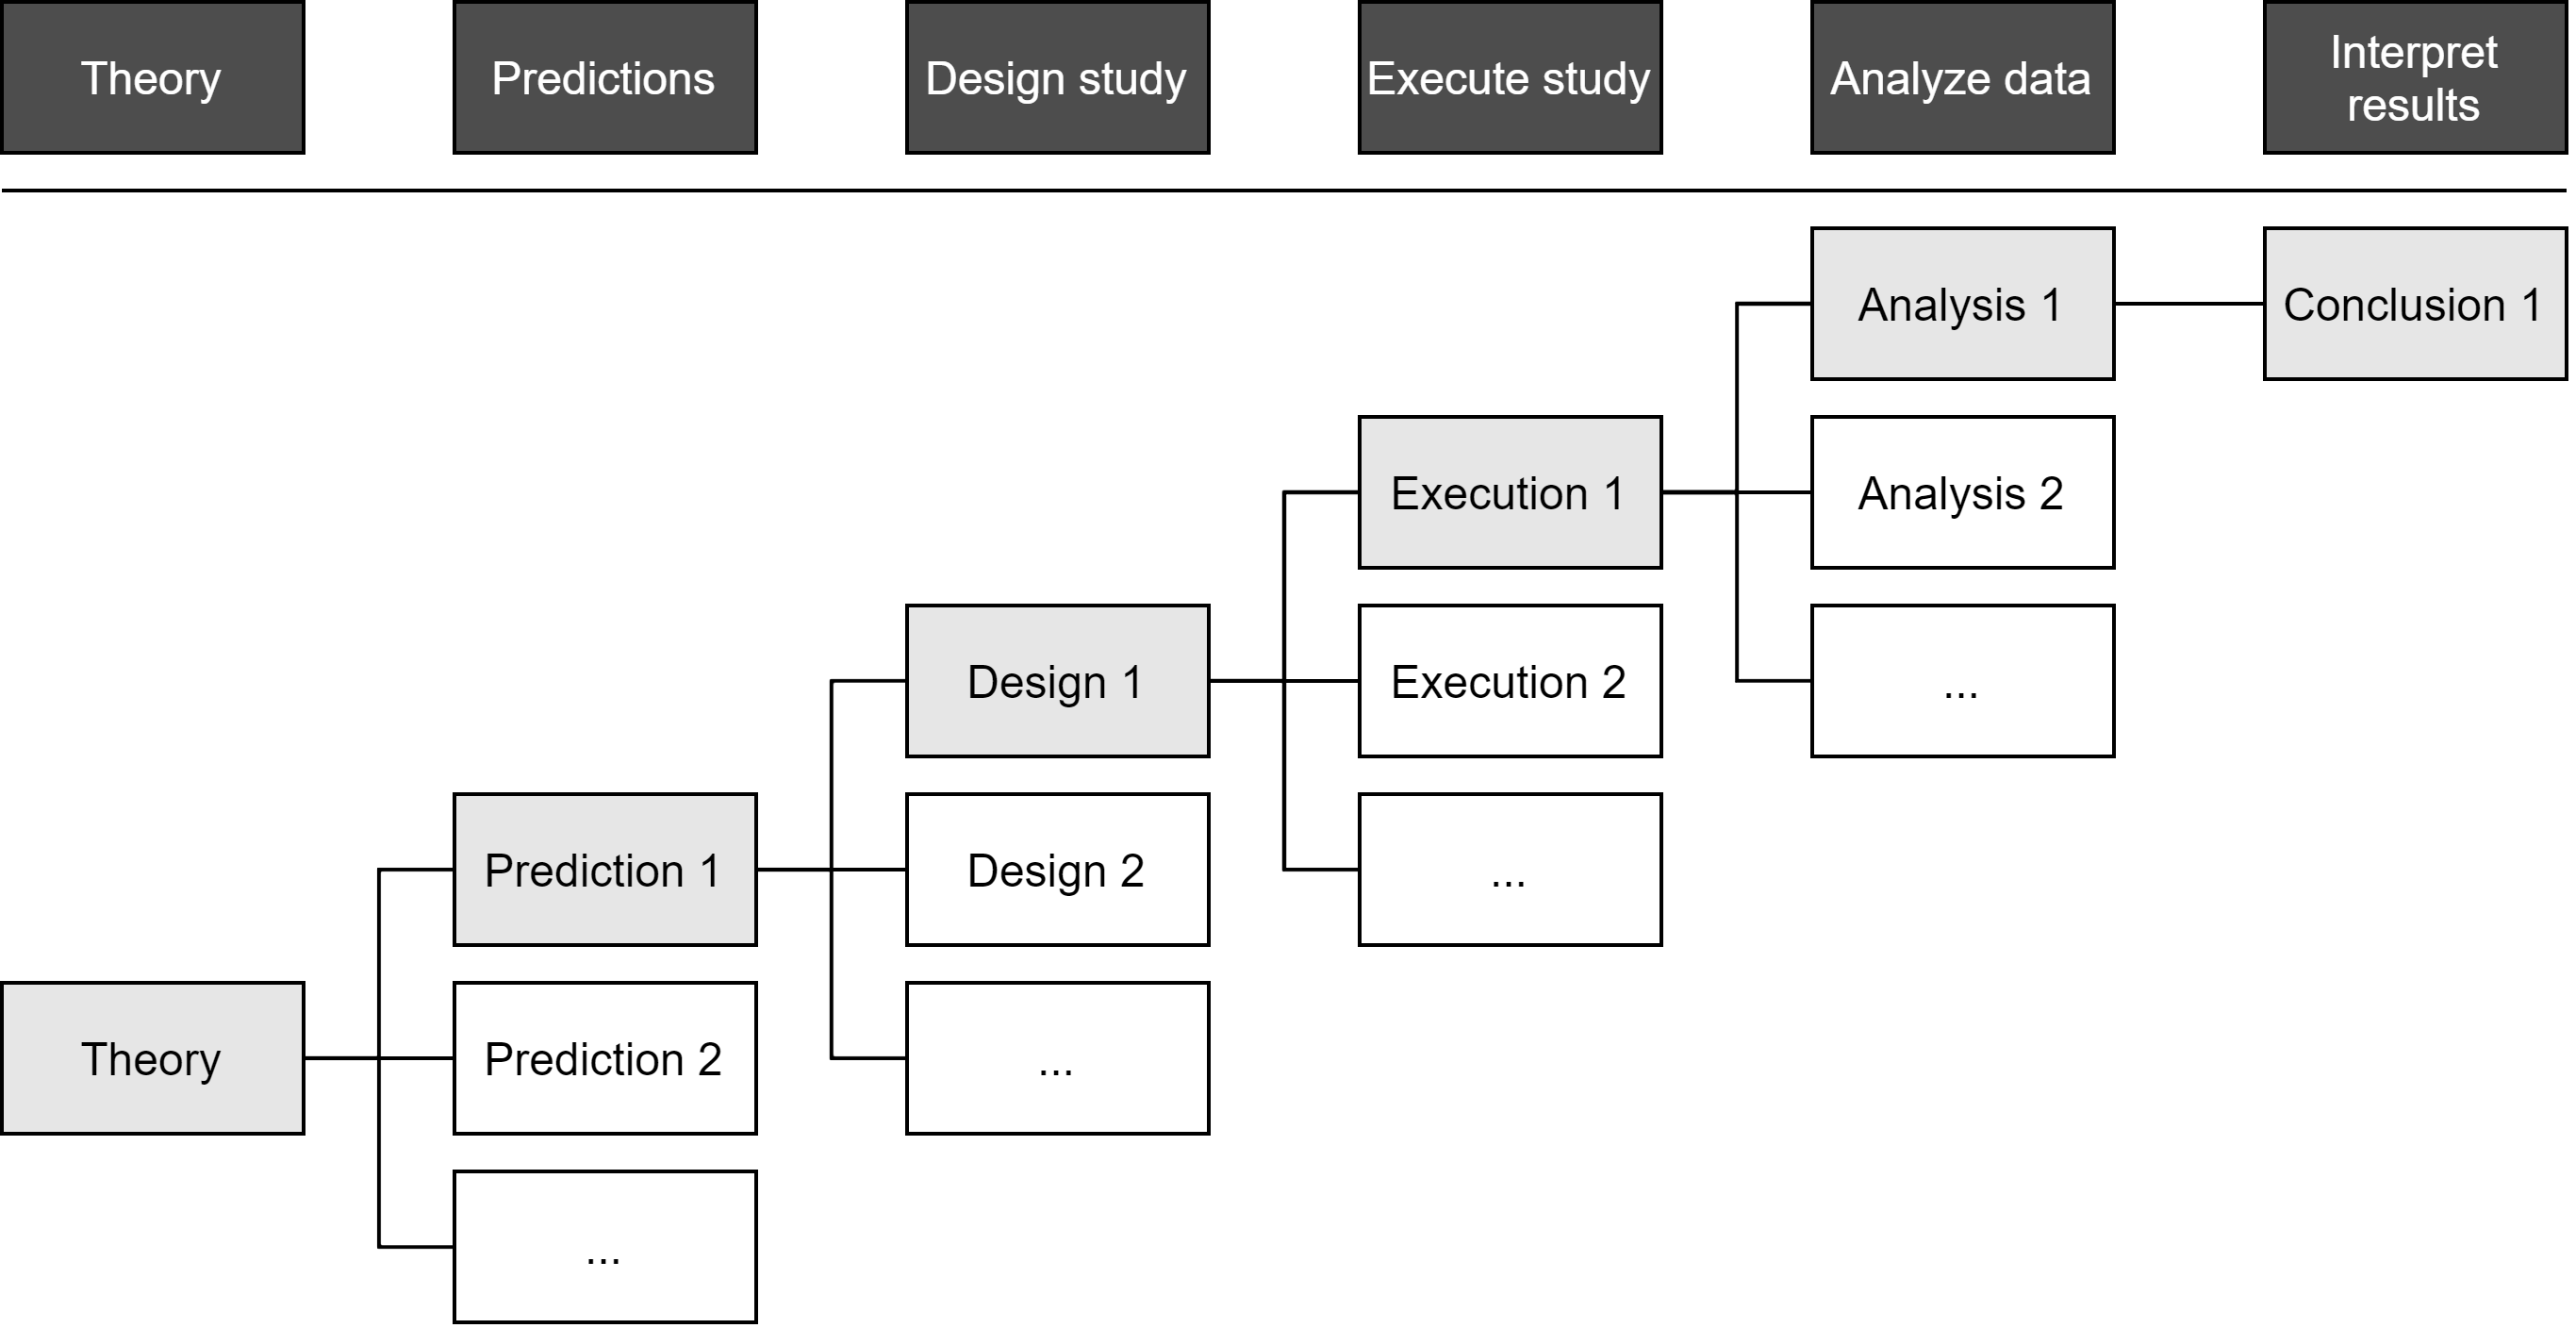 Theory
Predictions
Design study
Execute study
Analyze data
Interpret
results
Analysis 1
Conclusion 1
Execution 1
Analysis 2
Design 1
Execution 2
...
Prediction 1
Design 2
...
Theory
Prediction 2
...
...